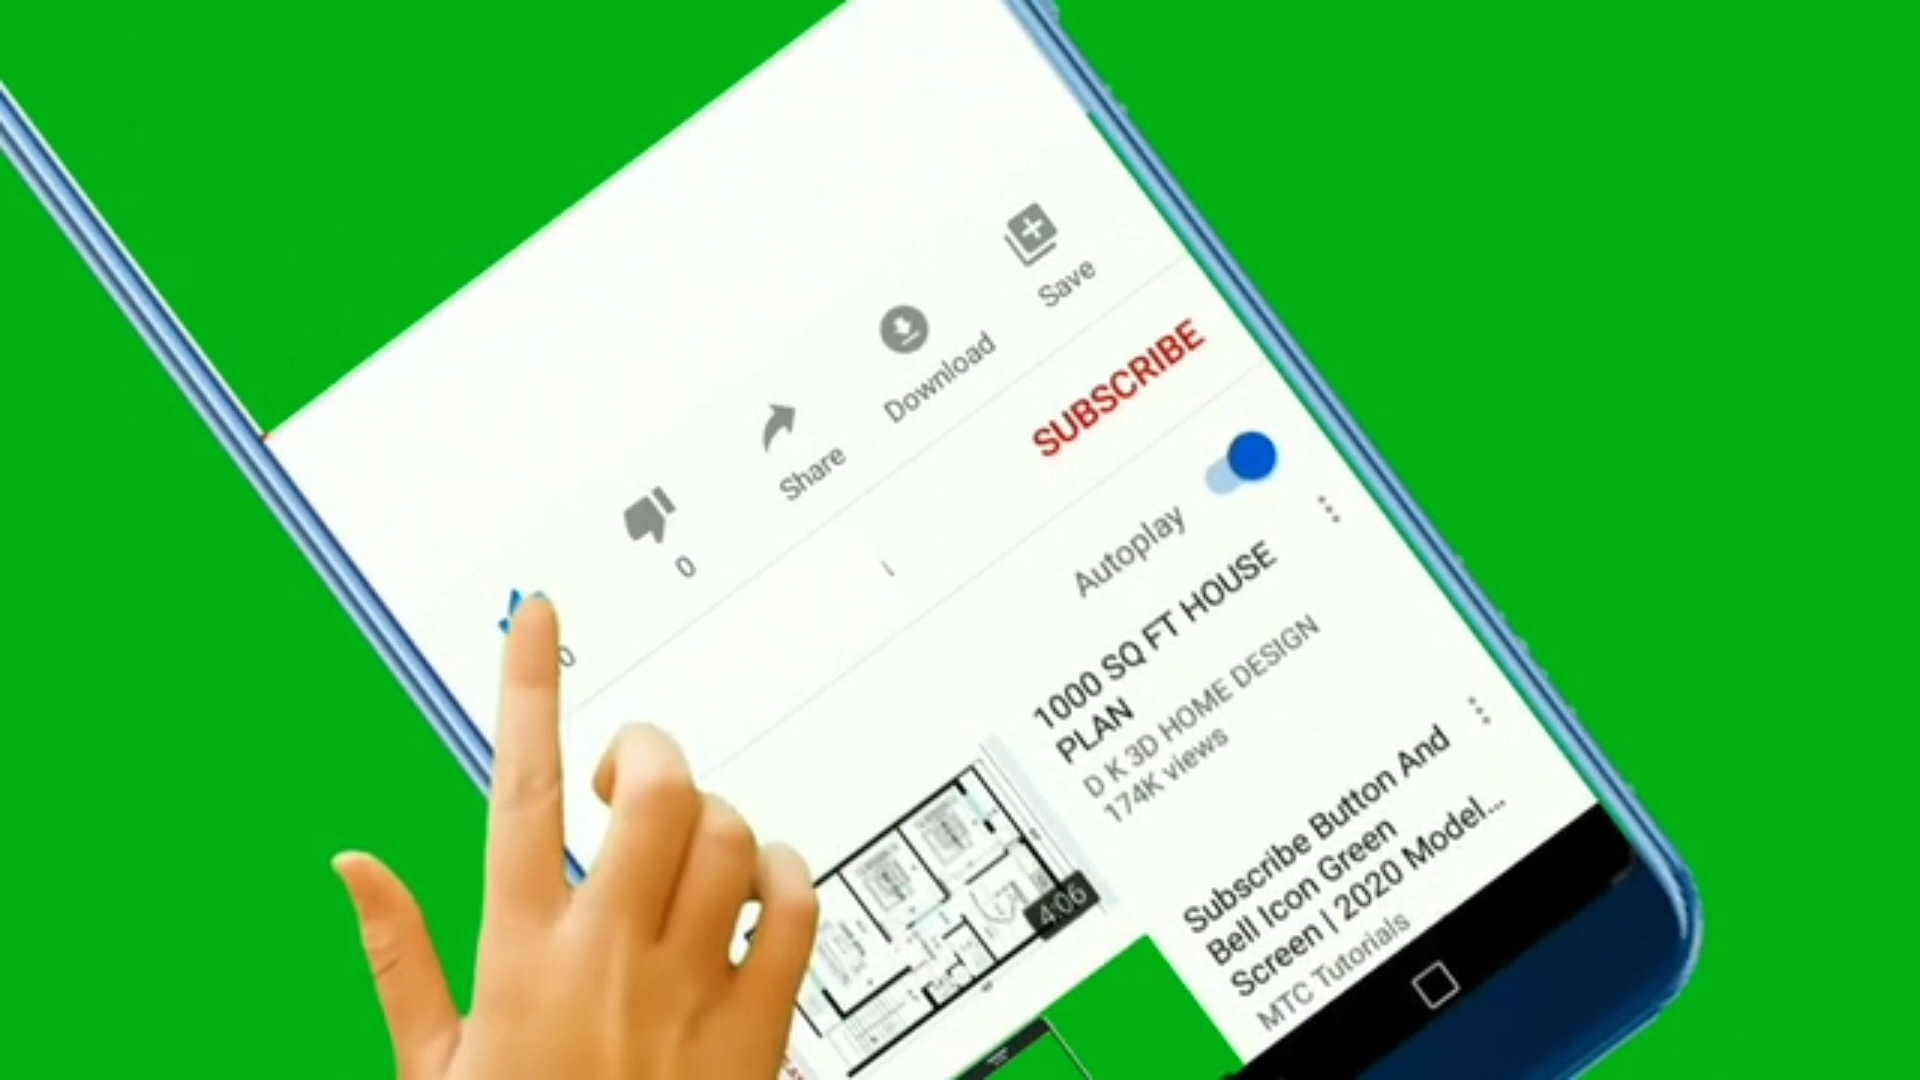 0
0
Share
Download
Save
SUBSCRIBE
Autoplay
1000 SQ FT HOUSE
PLAN
D K 3D HOME DESIGN
174K views
4:06
Subscribe Button And
Bell Icon Green
Screen | 2020 Model...
MTC Tutorials